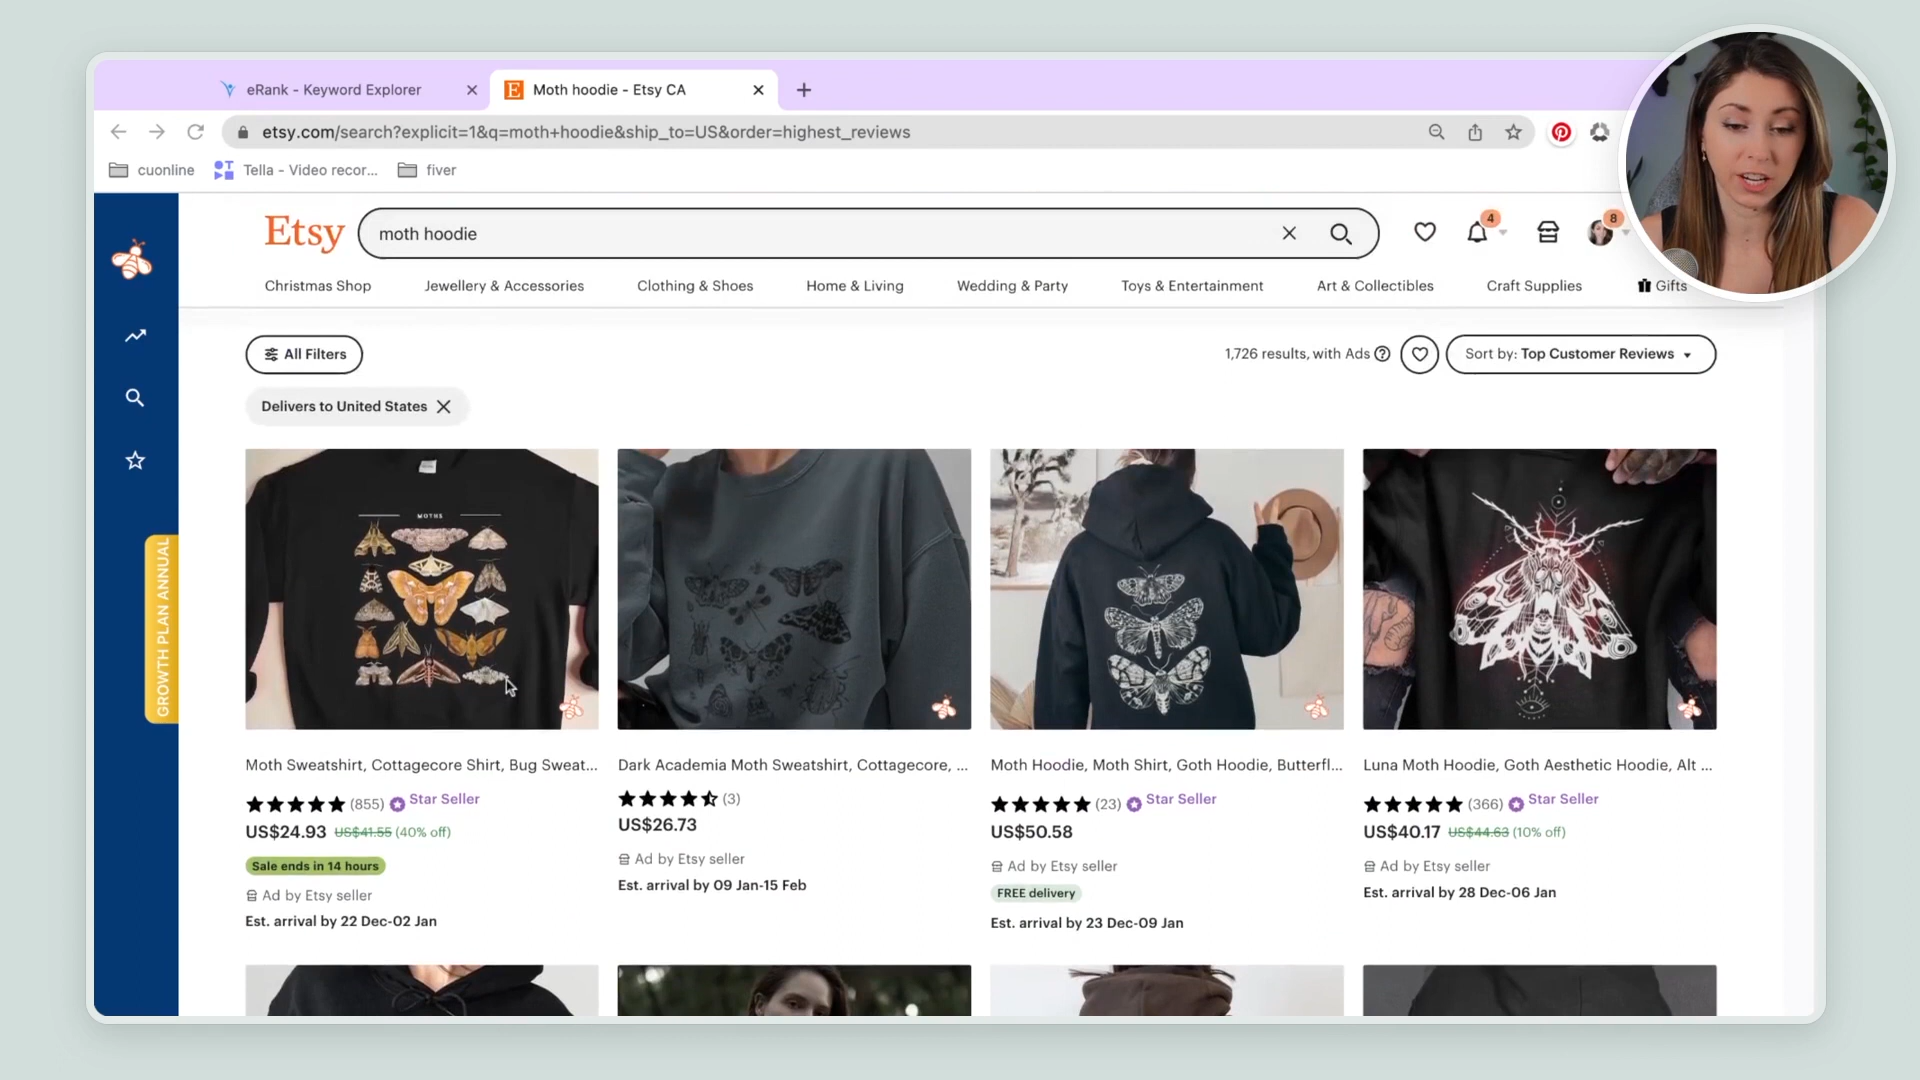 eRank - Keyword Explorer
Moth hoodie - Etsy CA
etsy.com/search?explicit=1&q=moth+hoodie&ship_to=US&order=highest_reviews
cuonline
Tella - Video recor...
fiver
Etsy
moth hoodie
4
8
Christmas Shop
Jewellery & Accessories
Clothing & Shoes
Home & Living
Wedding & Party
Toys & Entertainment
Art & Collectibles
Craft Supplies
Gifts
All Filters
1,726 results, with Ads
Sort by: Top Customer Reviews
Delivers to United States
GROWTH PLAN ANNUAL
MOTHS
Moth Sweatshirt, Cottagecore Shirt, Bug Sweat...
(855) Star Seller
US$24.93 US$41.55 (40% off)
Sale ends in 14 hours
Ad by Etsy seller
Est. arrival by 22 Dec-02 Jan
Dark Academia Moth Sweatshirt, Cottagecore, ...
(3)
US$26.73
Ad by Etsy seller
Est. arrival by 09 Jan-15 Feb
Moth Hoodie, Moth Shirt, Goth Hoodie, Butterfl...
(23) Star Seller
US$50.58
Ad by Etsy seller
FREE delivery
Est. arrival by 23 Dec-09 Jan
Luna Moth Hoodie, Goth Aesthetic Hoodie, Alt ...
(366) Star Seller
US$40.17 US$44.63 (10% off)
Ad by Etsy seller
Est. arrival by 28 Dec-06 Jan